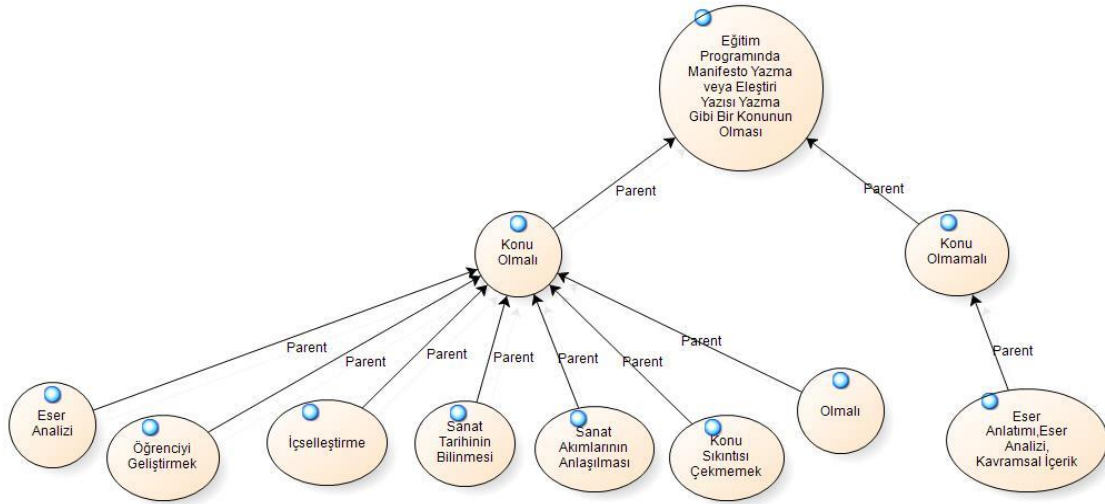 Eğitim
Programında
Manifesto Yazma
veya Eleştiri
Yazısı Yazma
Gibi Bir Konunun
Olması
Parent
Parent
Konu
Olmalı
Konu
Olmamalı
Parent
Parent
Parent
Parent
Parent
Parent
Parent
Parent
Eser
Analizi
Öğrenciyi
Geliştirmek
İçselleştirme
Sanat
Tarihinin
Bilinmesi
Sanat
Akımlarının
Anlaşılması
Konu
Sıkıntısı
Çekmemek
Olmalı
Eser
Anlatımı,Eser
Analizi,
Kavramsal İçerik